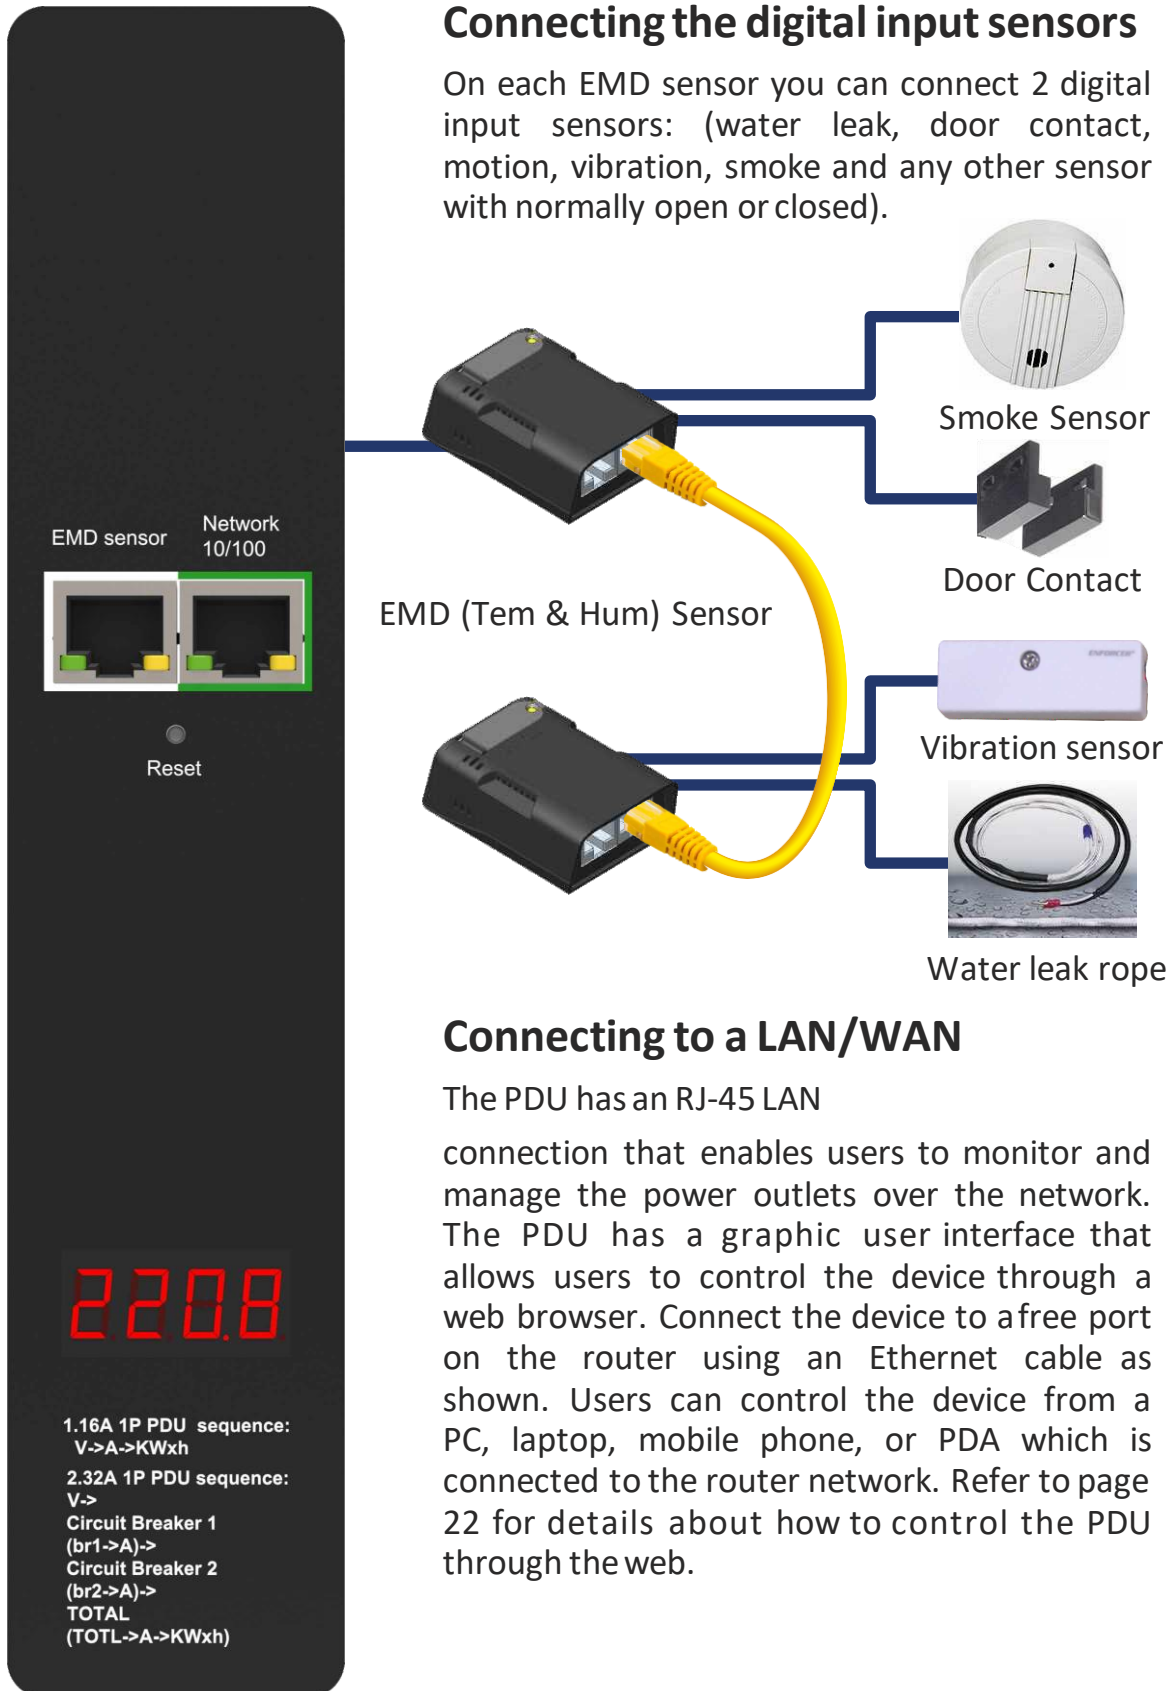 Connecting the digital input sensors
On each EMD sensor you can connect 2 digital
input sensors: (water leak, door contact,
motion, vibration, smoke and any other sensor
with normally open or closed).
Smoke Sensor
Door Contact
EMD (Tem & Hum) Sensor
Vibration sensor
ENFORCER
Water leak rope
EMD sensor
Network
10/100
Reset
220.8
1.16A 1P PDU sequence:
V->A->KWxh
2.32A 1P PDU sequence:
V->
Circuit Breaker 1
(br1->A)->
Circuit Breaker 2
(br2->A)->
TOTAL
(TOTL->A->KWxh)
Connecting to a LAN/WAN
The PDU has an RJ-45 LAN
connection that enables users to monitor and
manage the power outlets over the network.
The PDU has a graphic user interface that
allows users to control the device through a
web browser. Connect the device to a free port
on the router using an Ethernet cable as
shown. Users can control the device from a
PC, laptop, mobile phone, or PDA which is
connected to the router network. Refer to page
22 for details about how to control the PDU
through the web.